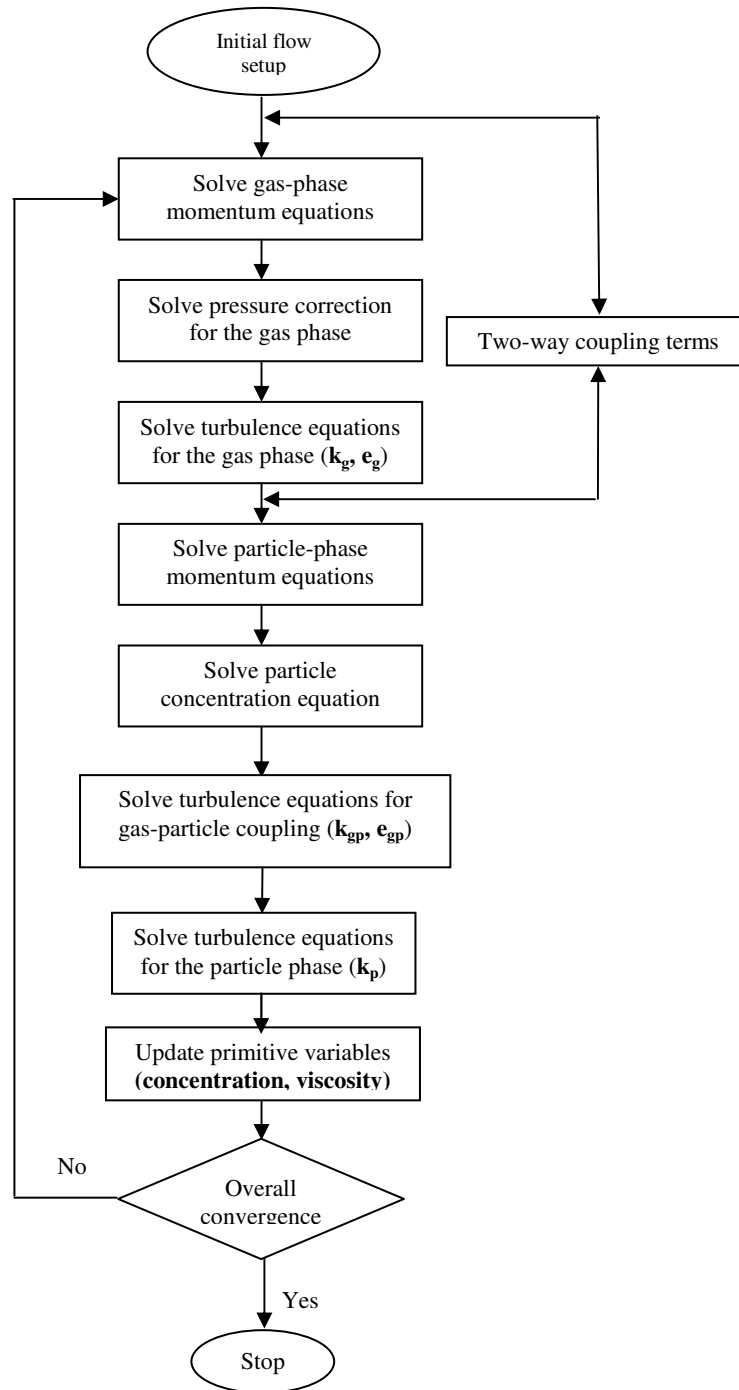 Initial flow
setup
Solve gas-phase
momentum equations
Solve pressure correction
for the gas phase
Two-way coupling terms
Solve turbulence equations
for the gas phase (kg, eg)
Solve particle-phase
momentum equations
Solve particle
concentration equation
Solve turbulence equations for
gas-particle coupling (kgp, egp)
Solve turbulence equations
for the particle phase (kp)
Update primitive variables
(concentration, viscosity)
No
Overall
convergence
Yes
Stop